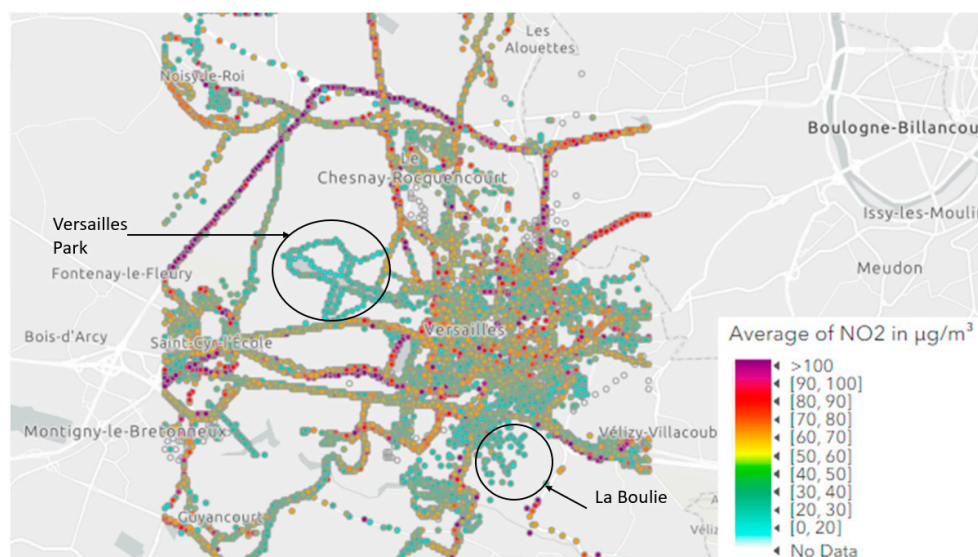 Les
Alouettes
Noisy-le-Roi
Boulogne-Billancou
Le
Chesnay-Rocquencourt
Issy-les-Moulin
Versailles
Park
Meudon
Fontenay-le-Fleury
Bois-d'Arcy
Saint-Cyr-l'École
Versailles
Average of NO2 in µg/m³
>100
[90, 100]
[80, 90]
[70, 80]
[60, 70]
[50, 60]
[40, 50]
[30, 40]
[20, 30]
[0, 20]
No Data
Montigny-le-Bretonneux
Vélizy-Villacoub
La Boulie
Guyancourt
Véliz